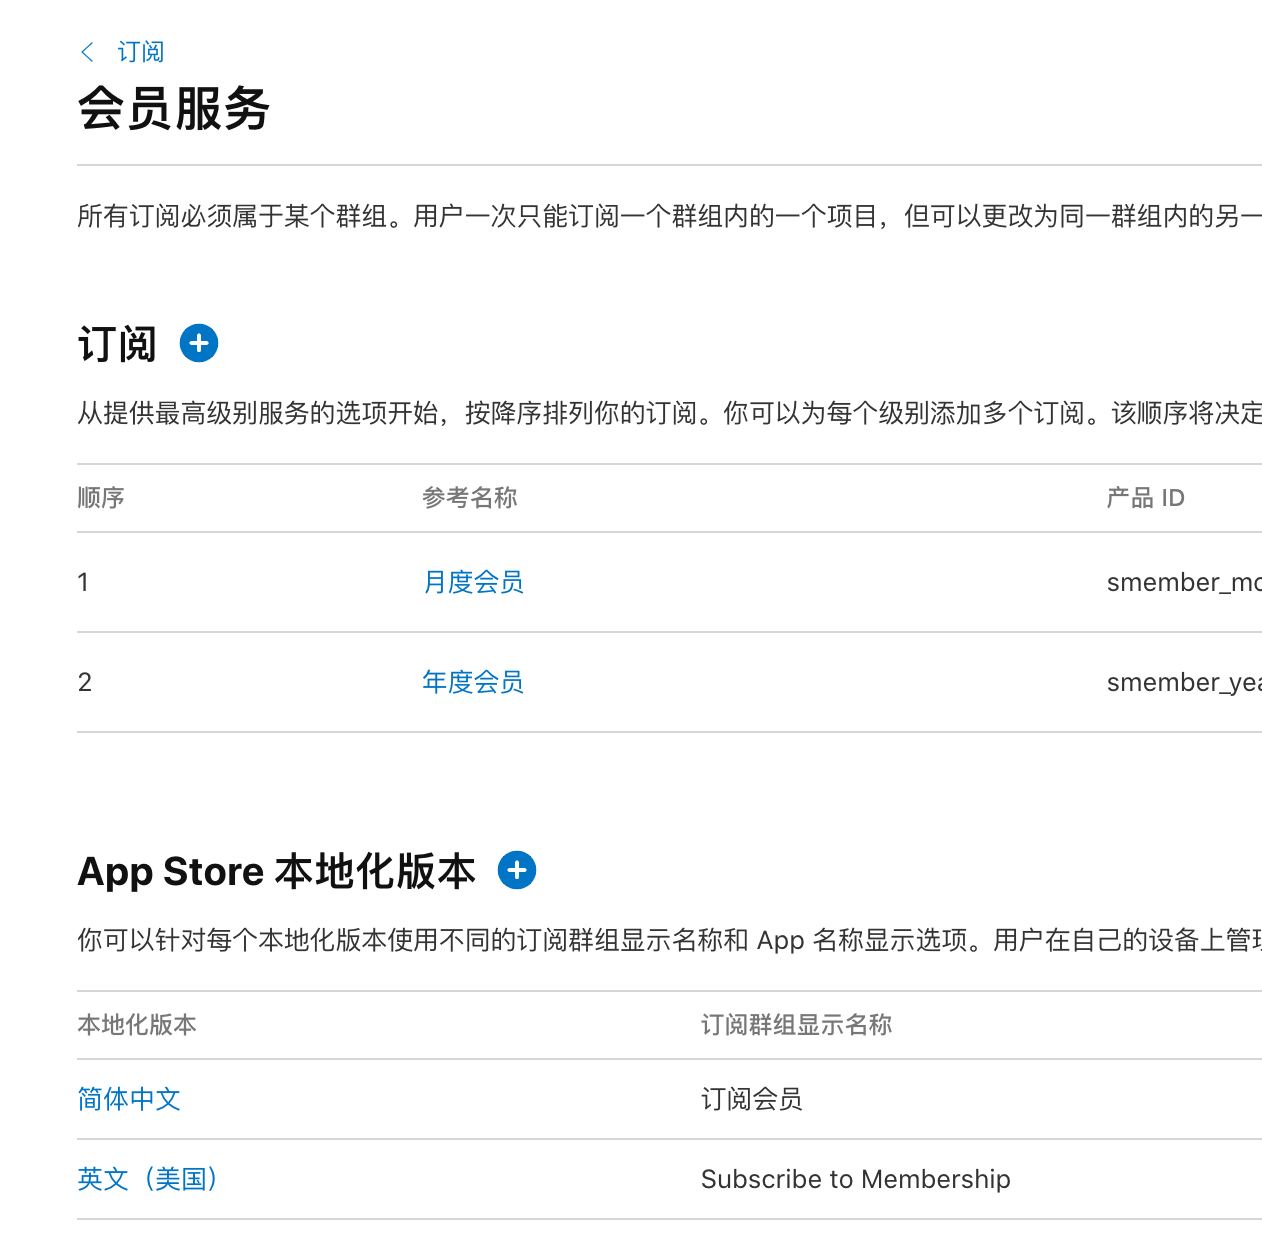 订阅
会员服务
所有订阅必须属于某个群组。用户一次只能订阅一个群组内的一个项目，但可以更改为同一群组内的另一
订阅
从提供最高级别服务的选项开始，按降序排列你的订阅。你可以为每个级别添加多个订阅。该顺序将决定
顺序 参考名称 产品 ID
1 月度会员 smember_mo
2 年度会员 smember_yea
App Store 本地化版本
你可以针对每个本地化版本使用不同的订阅群组显示名称和 App 名称显示选项。用户在自己的设备上管理
本地化版本 订阅群组显示名称
简体中文 订阅会员
英文（美国） Subscribe to Membership